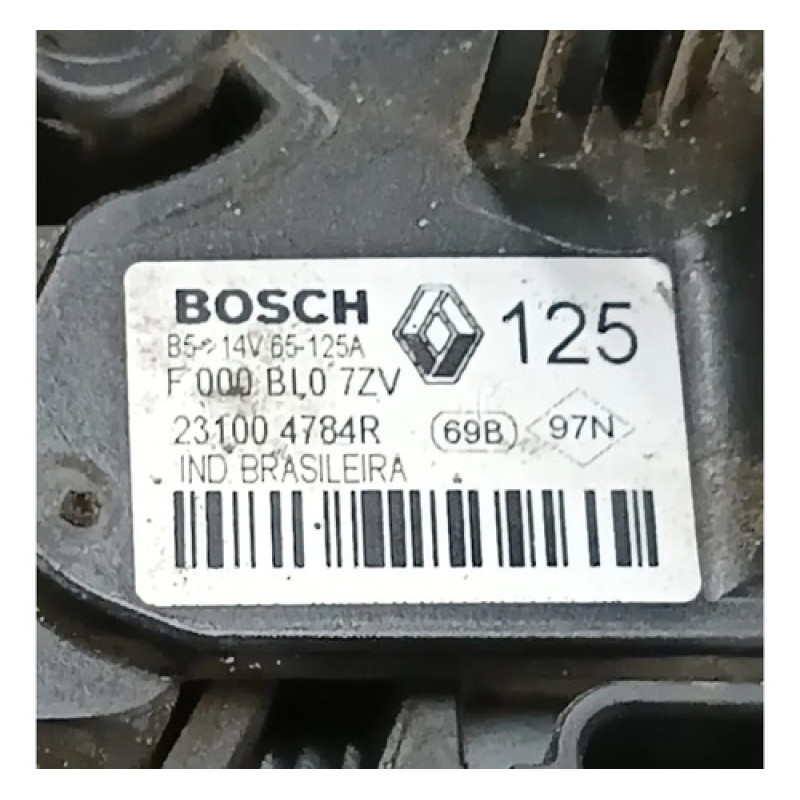 BOSCH 125
B5-> 14V 65-125A
F 000 BL0 7ZV
23100 4784R 69B 97N
IND. BRASILEIRA